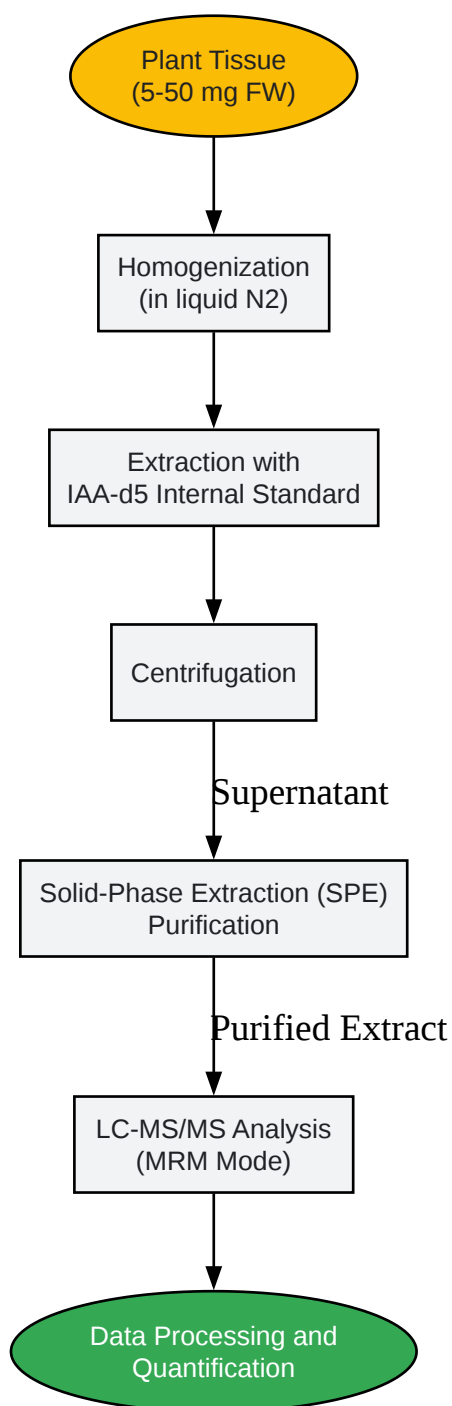 Plant Tissue
(5-50 mg FW)
Homogenization
(in liquid N2)
Extraction with
IAA-d5 Internal Standard
Centrifugation
Supernatant
Solid-Phase Extraction (SPE)
Purification
Purified Extract
LC-MS/MS Analysis
(MRM Mode)
Data Processing and
Quantification